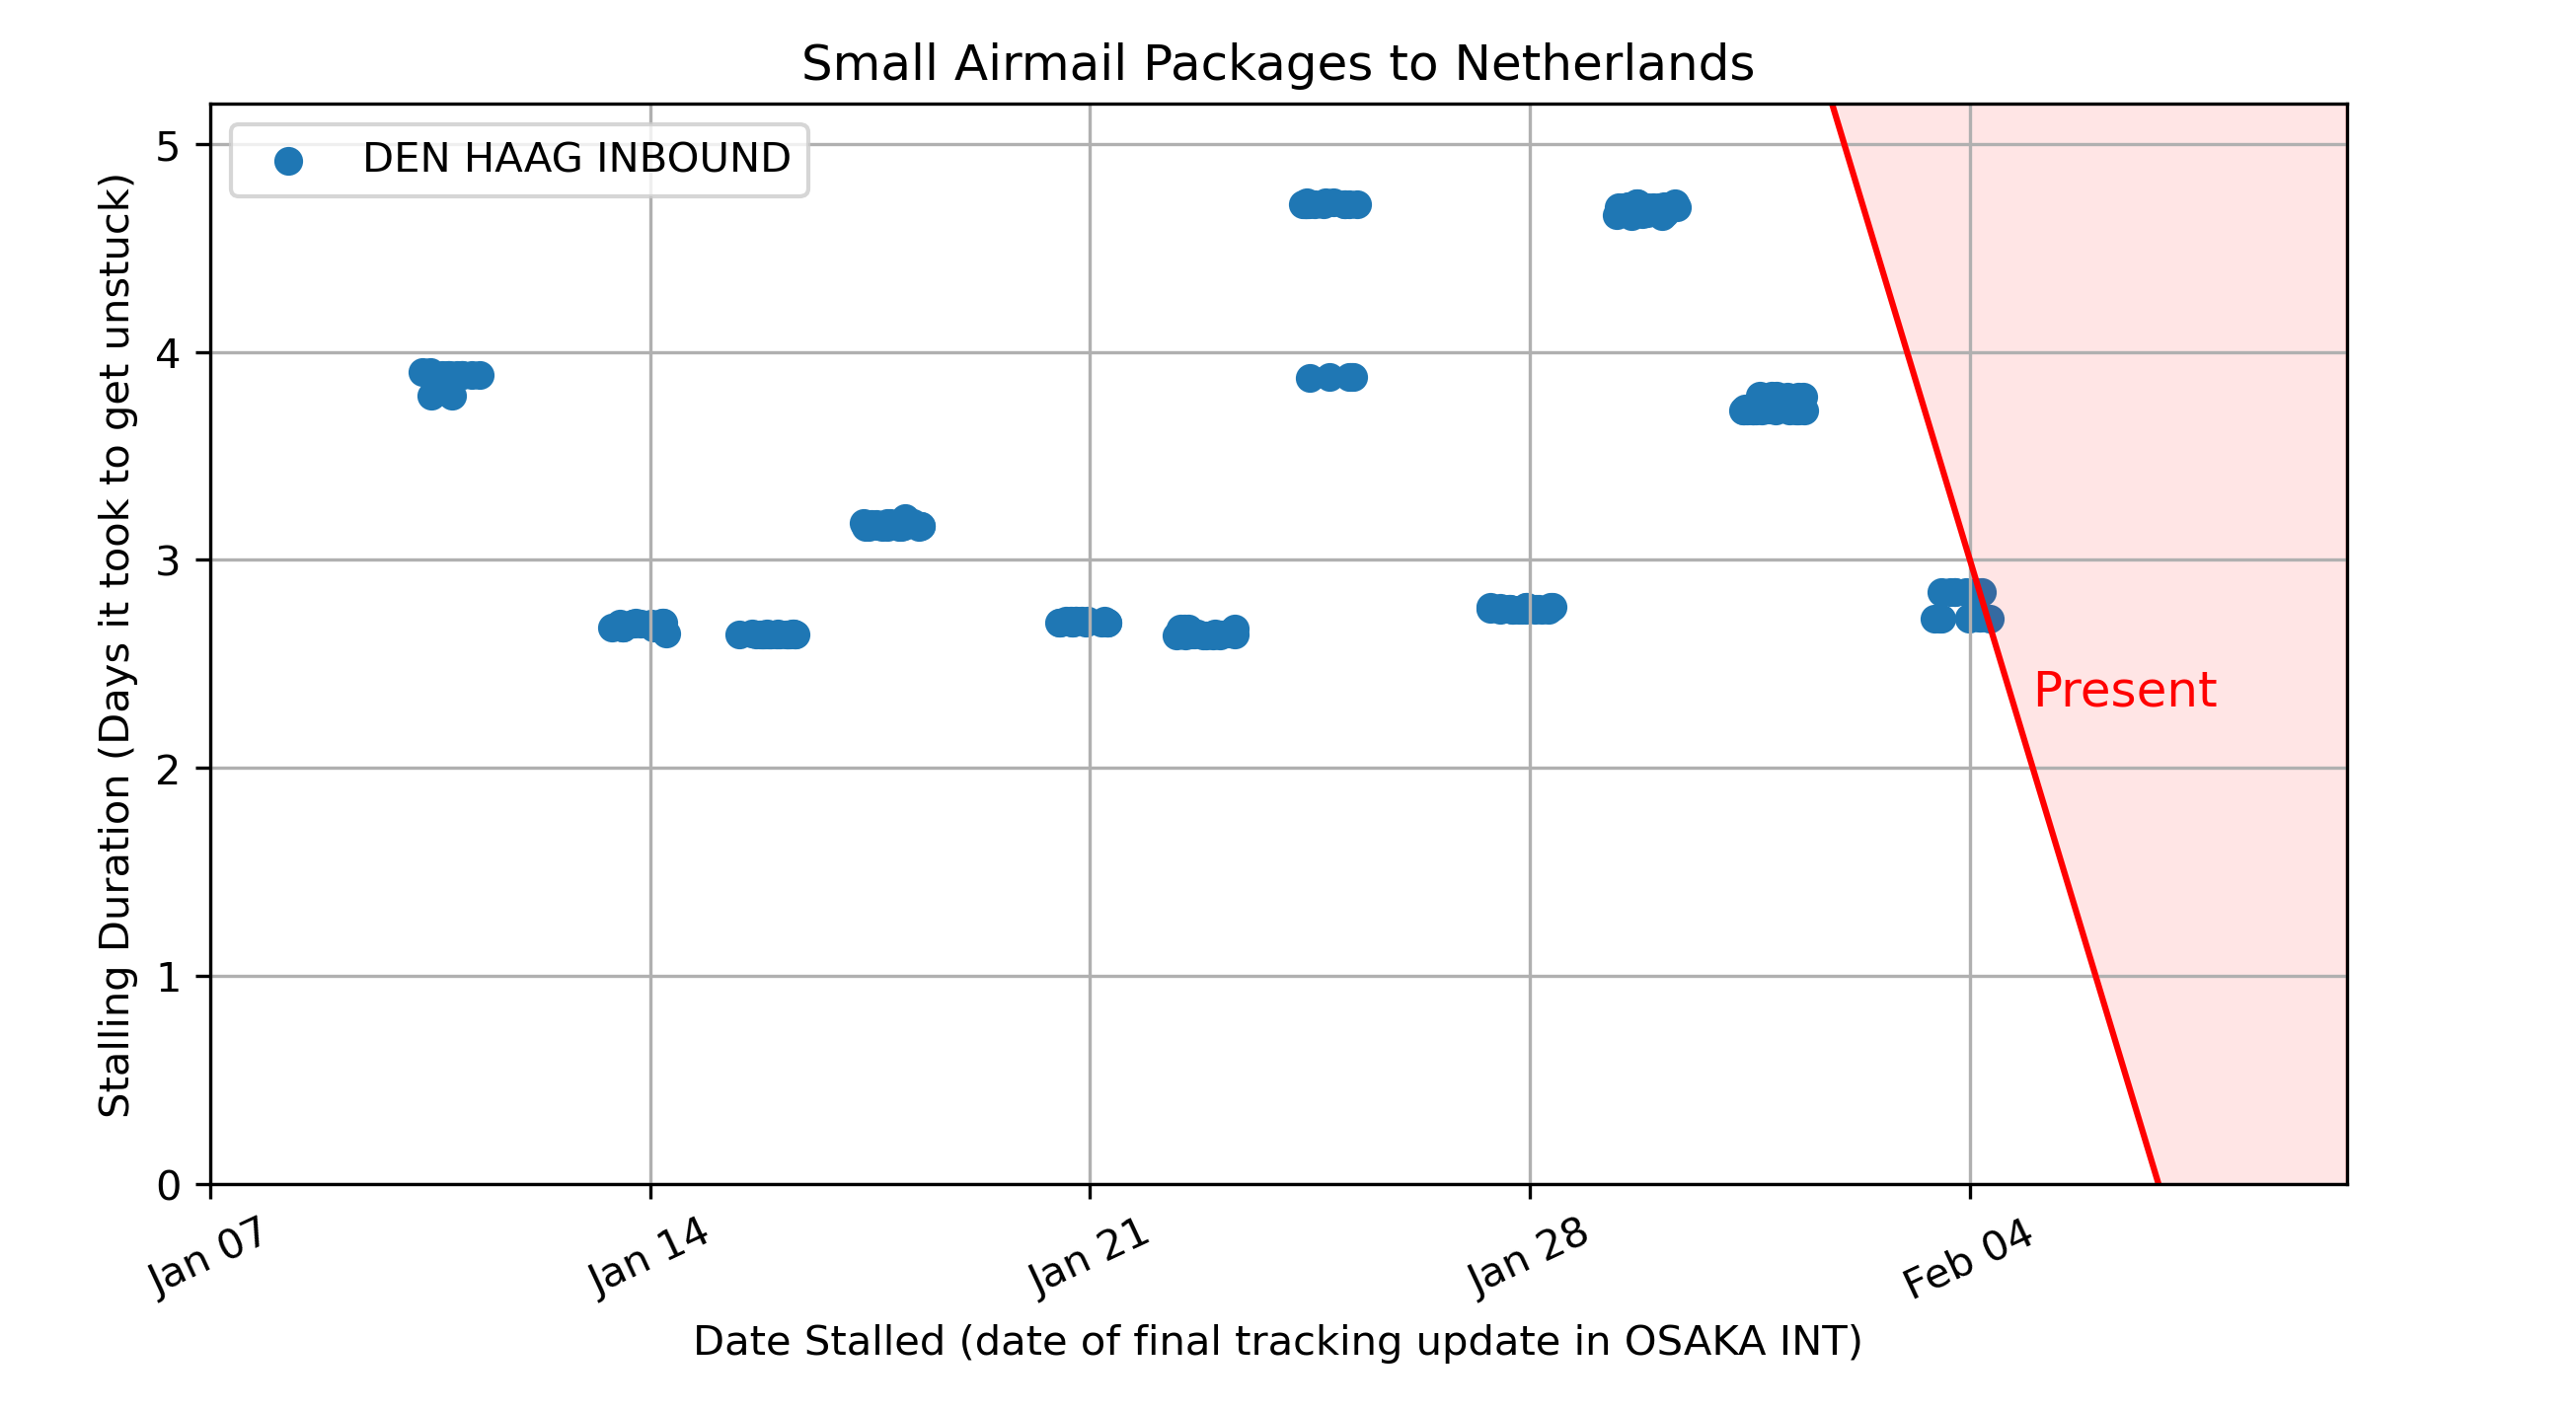 Small Airmail Packages to Netherlands
DEN HAAG INBOUND
Stalling Duration (Days it took to get unstuck)
5
4
3
2
1
0
Present
Jan 07
Jan 14
Jan 21
Jan 28
Feb 04
Date Stalled (date of final tracking update in OSAKA INT)